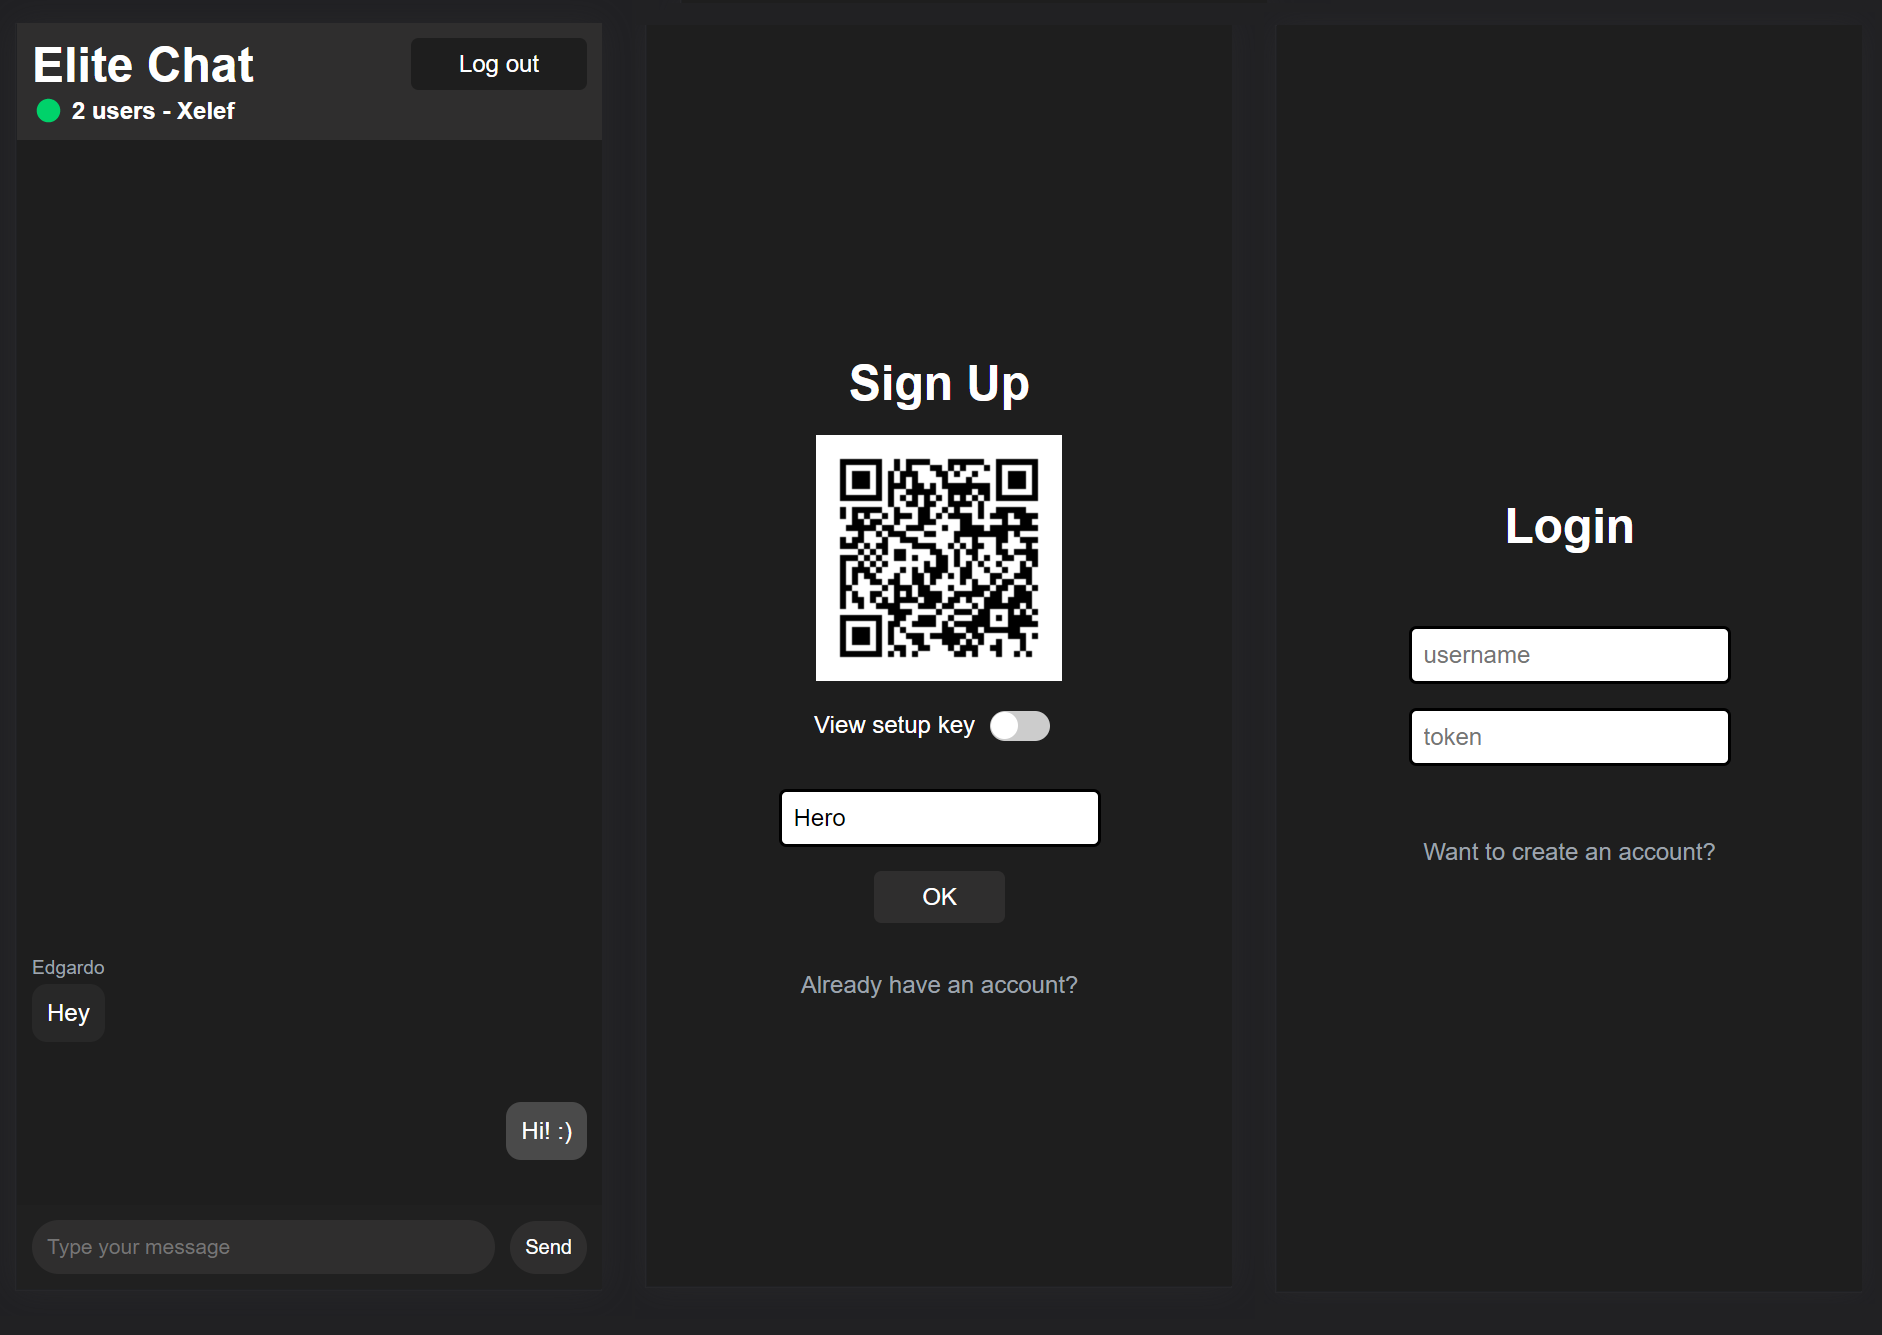 Elite Chat
Log out
2 users - Xelef
Edgardo
Hey
Hi! :)
Type your message
Send
Sign Up
View setup key
Hero
OK
Already have an account?
Login
username
token
Want to create an account?